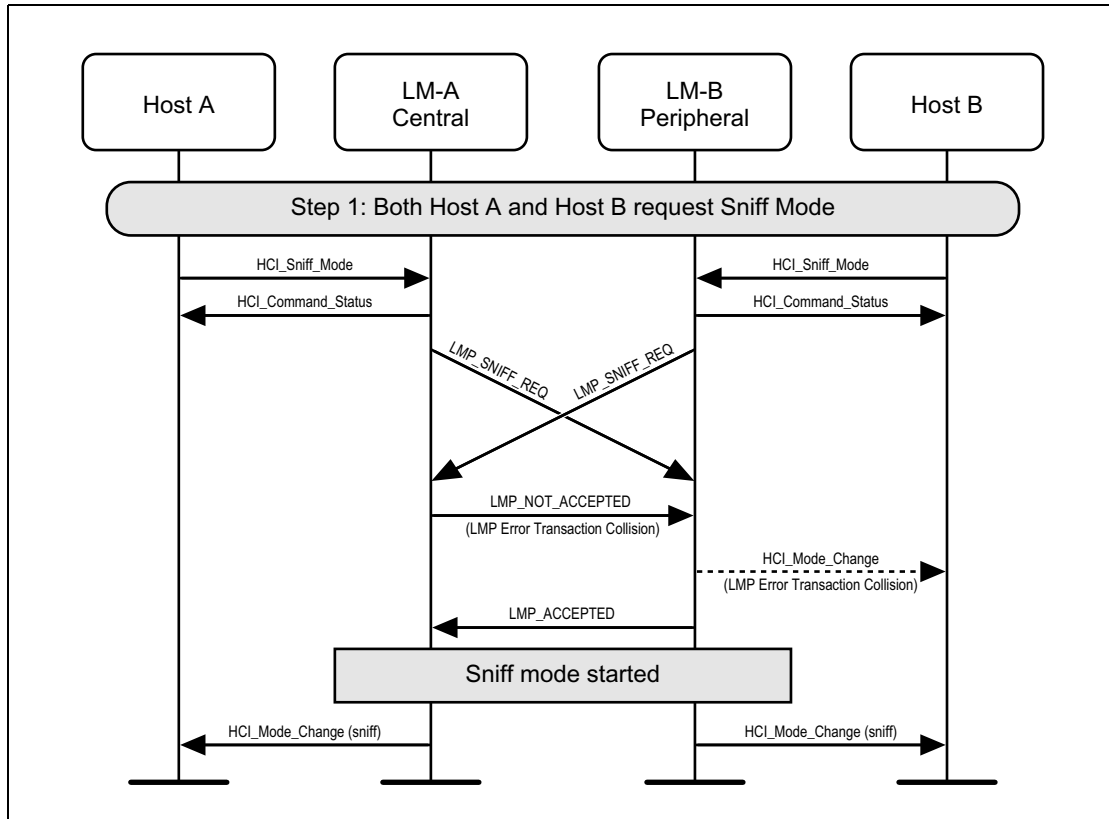 Host A
LM-A
Central
LM-B
Peripheral
Host B
Step 1: Both Host A and Host B request Sniff Mode
HCI_Sniff_Mode
HCI_Sniff_Mode
HCI_Command_Status
HCI_Command_Status
LMP_SNIFF_REQ
LMP_SNIFF_REQ
LMP_NOT_ACCEPTED
(LMP Error Transaction Collision)
HCI_Mode_Change
(LMP Error Transaction Collision)
LMP_ACCEPTED
Sniff mode started
HCI_Mode_Change (sniff)
HCI_Mode_Change (sniff)